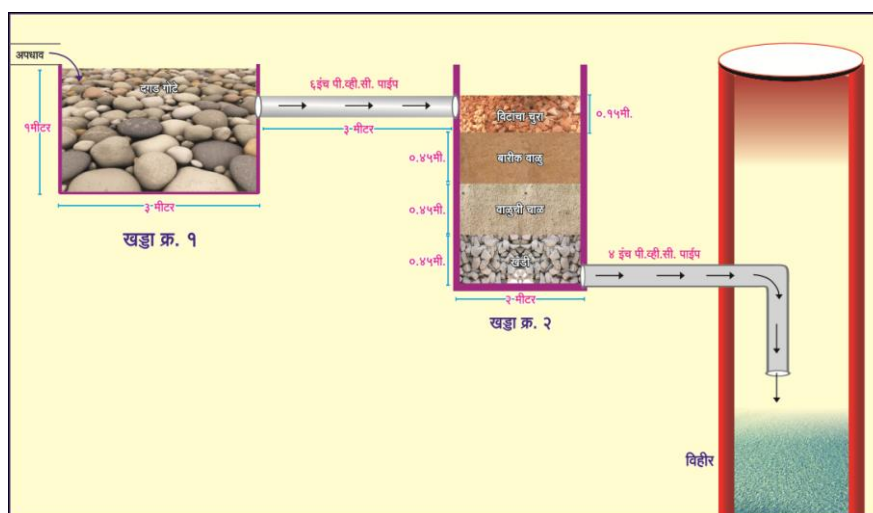 अपधाव
दगड गोटे
१मीटर
३-मीटर
खड्डा क्र. १
६इंच पी.व्ही.सी. पाईप
३-मीटर
विटाचा चुरा
०.१५मी.
०.४५मी.
बारीक वाळु
०.४५मी.
वाळुची चाळ
०.४५मी.
खडी
२-मीटर
खड्डा क्र. २
४ इंच पी.व्ही.सी. पाईप
विहीर